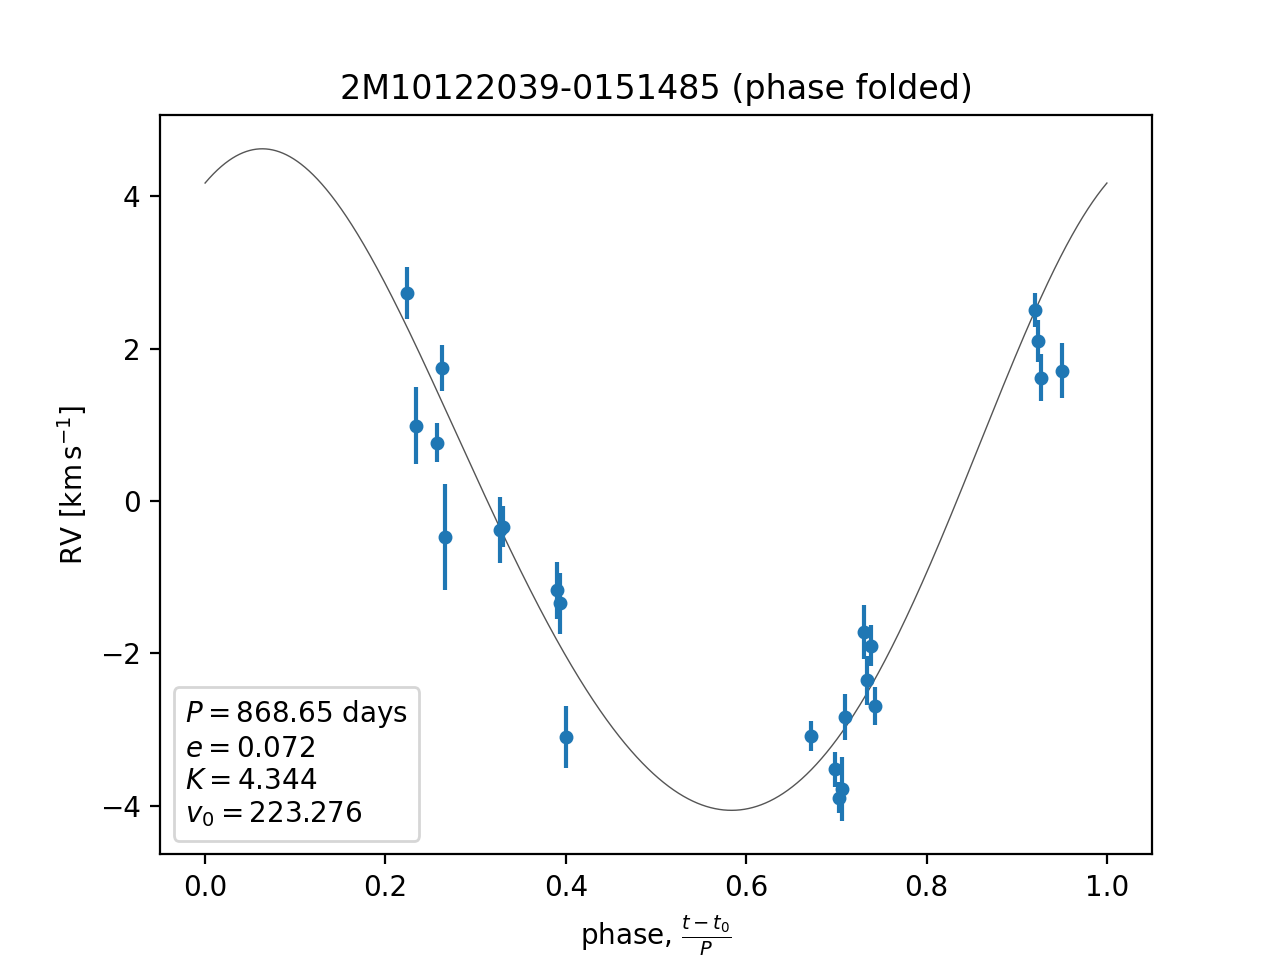 2M10122039-0151485 (phase folded)
RV [km s⁻¹]
4
2
0
−2
−4
P = 868.65 days
e = 0.072
K = 4.344
v₀ = 223.276
0.0 0.2 0.4 0.6 0.8 1.0
phase, (t − t₀)/P